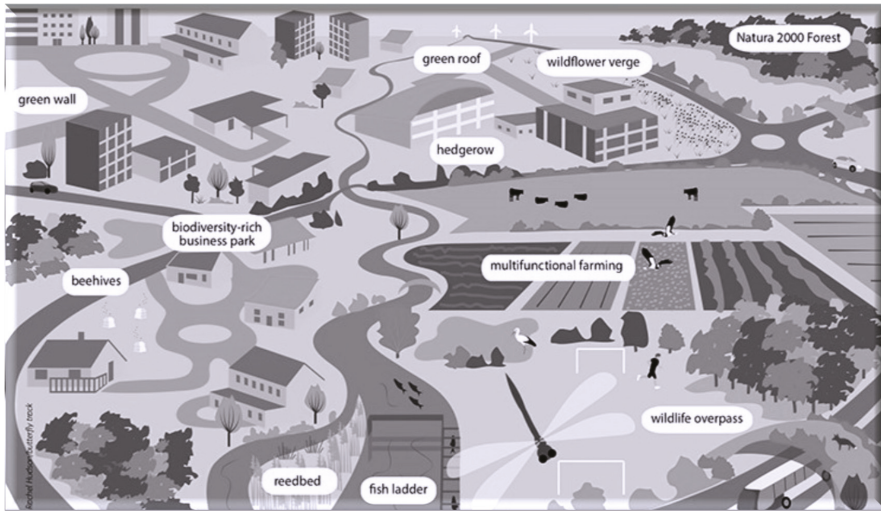 Natura 2000 Forest
green roof
wildflower verge
green wall
hedgerow
biodiversity-rich
business park
multifunctional farming
beehives
wildlife overpass
reedbed
fish ladder